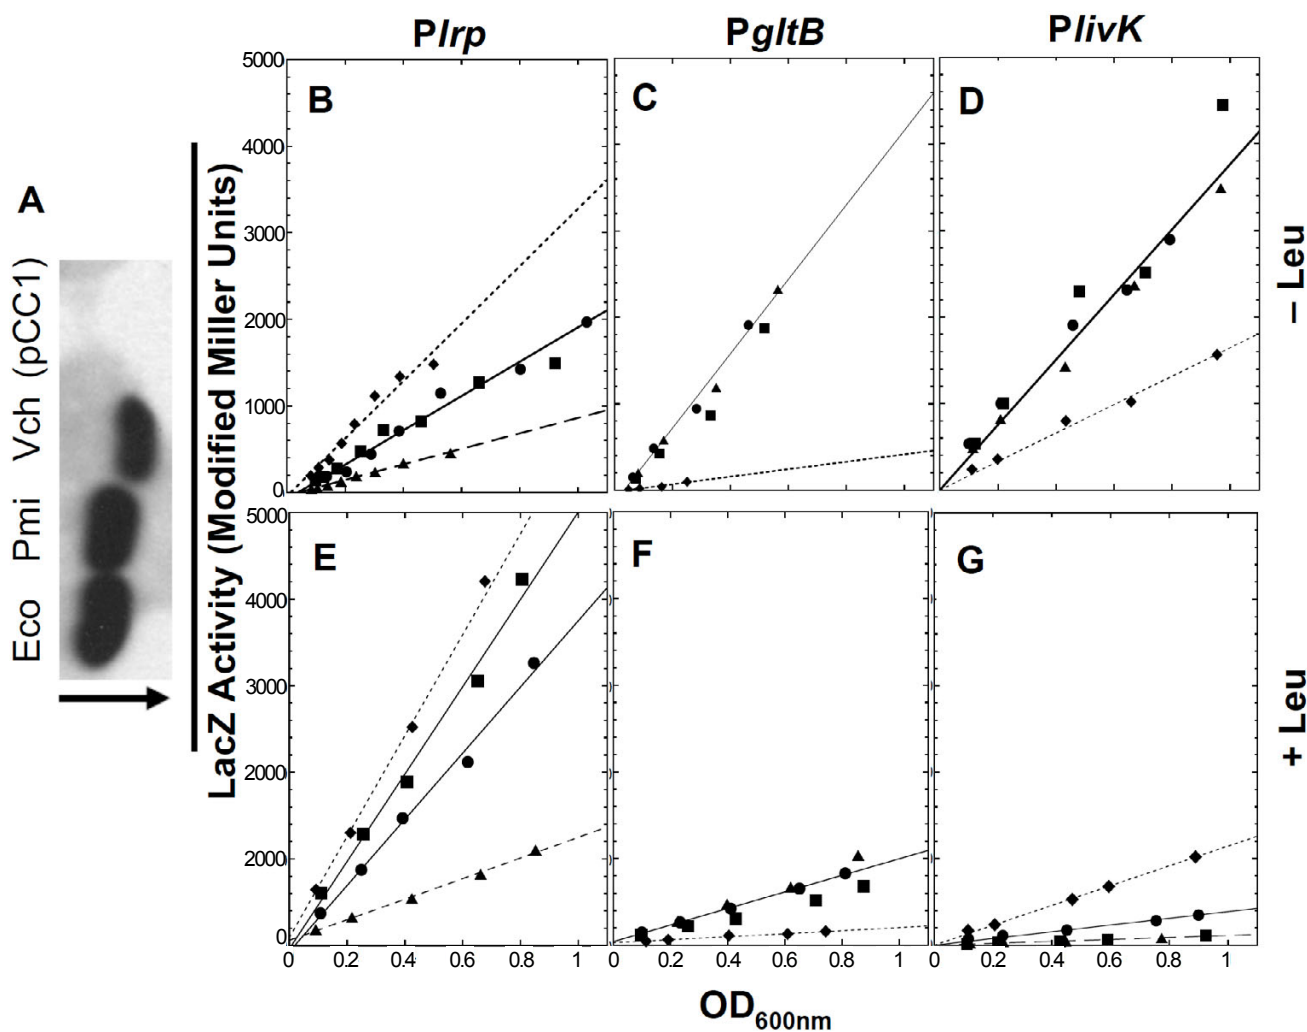 Plrp PgltB PlivK
A
B
C
D
E
F
G
Eco Pmi Vch (pCC1)
LacZ Activity (Modified Miller Units)
– Leu
+ Leu
5000
4000
3000
2000
1000
0
5000
4000
3000
2000
2000
0
0 0.2 0.4 0.6 0.8 1 0 0.2 0.4 0.6 0.8 1 0 0.2 0.4 0.6 0.8 1
OD600nm